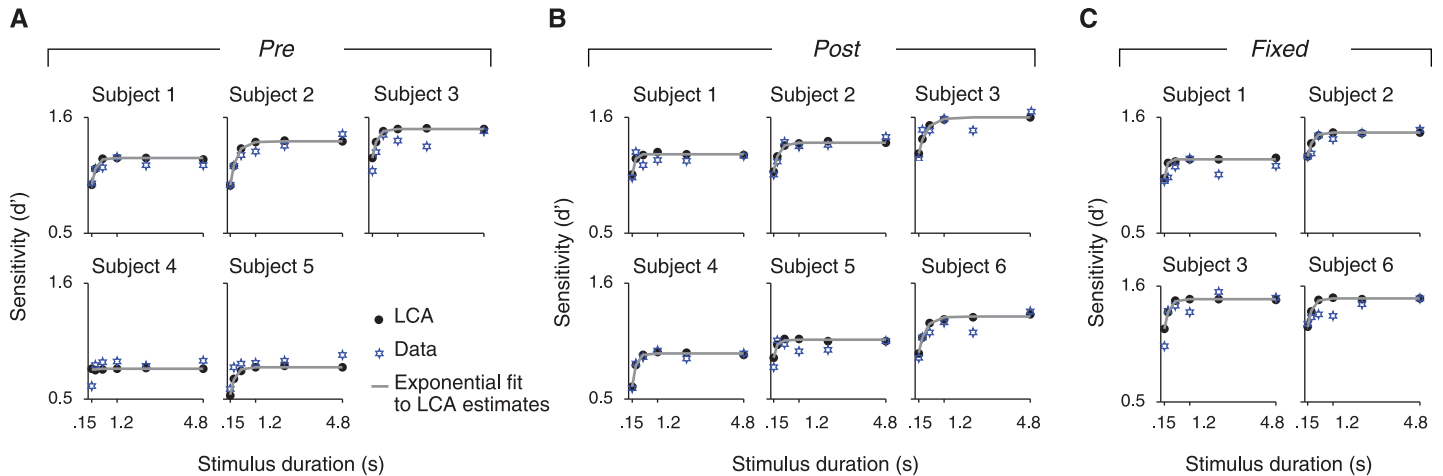 A
Pre
B
Post
C
Fixed
Subject 1
Subject 2
Subject 3
Subject 1
Subject 2
Subject 3
Subject 1
Subject 2
1.6
0.5
1.6
0.5
1.6
0.5
Sensitivity (d')
Sensitivity (d')
Sensitivity (d')
Subject 4
Subject 5
Subject 4
Subject 5
Subject 6
Subject 3
Subject 6
1.6
0.5
1.6
0.5
1.6
0.5
LCA
Data
Exponential fit
to LCA estimates
.15 1.2 4.8
.15 1.2 4.8
.15 1.2 4.8
.15 1.2 4.8
.15 1.2 4.8
.15 1.2 4.8
.15 1.2 4.8
Stimulus duration (s)
Stimulus duration (s)
Stimulus duration (s)